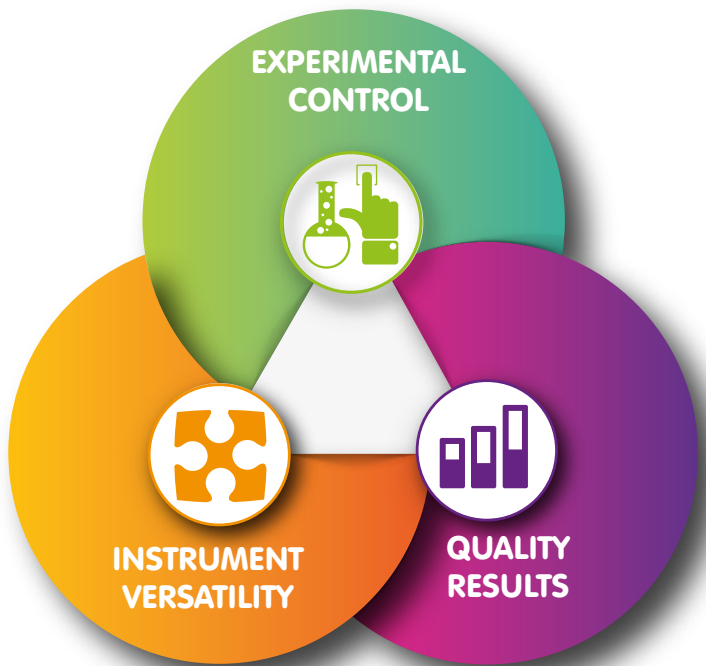 EXPERIMENTAL
CONTROL
INSTRUMENT
VERSATILITY
QUALITY
RESULTS